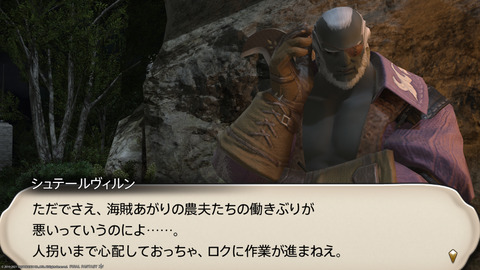 シュテールヴィルン
ただでさえ、海賊あがりの農夫たちの働きぶりが
悪いっていうのによ……。
人拐いまで心配しておっちゃ、ロクに作業が進まねえ。